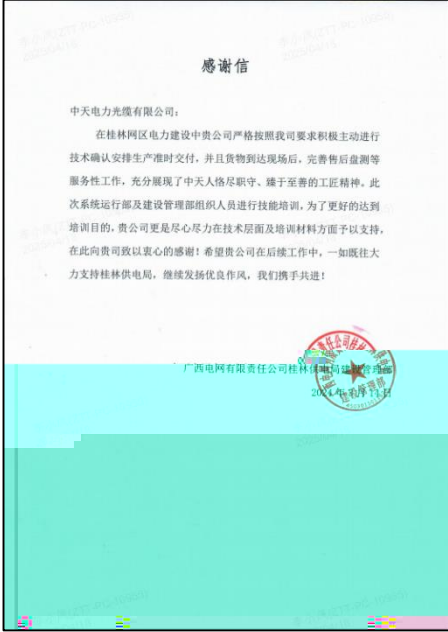 感谢信
中天电力光缆有限公司：
在桂林网区电力建设中贵公司严格按照我司要求积极主动进行
技术确认安排生产准时交付，并且货物到达现场后，完善售后盘测等
服务性工作，充分展现了中天人恪尽职守、臻于至善的工匠精神。此
次系统运行部及建设管理部组织人员进行技能培训，为了更好的达到
培训目的，贵公司更是尽心尽力在技术层面及培训材料方面予以支持，
在此向贵司致以衷心的感谢！希望贵公司在后续工作中，一如既往大
力支持桂林供电局，继续发扬优良作风，我们携手共进！
广西电网有限责任公司桂林供电局建设管理部
2024年